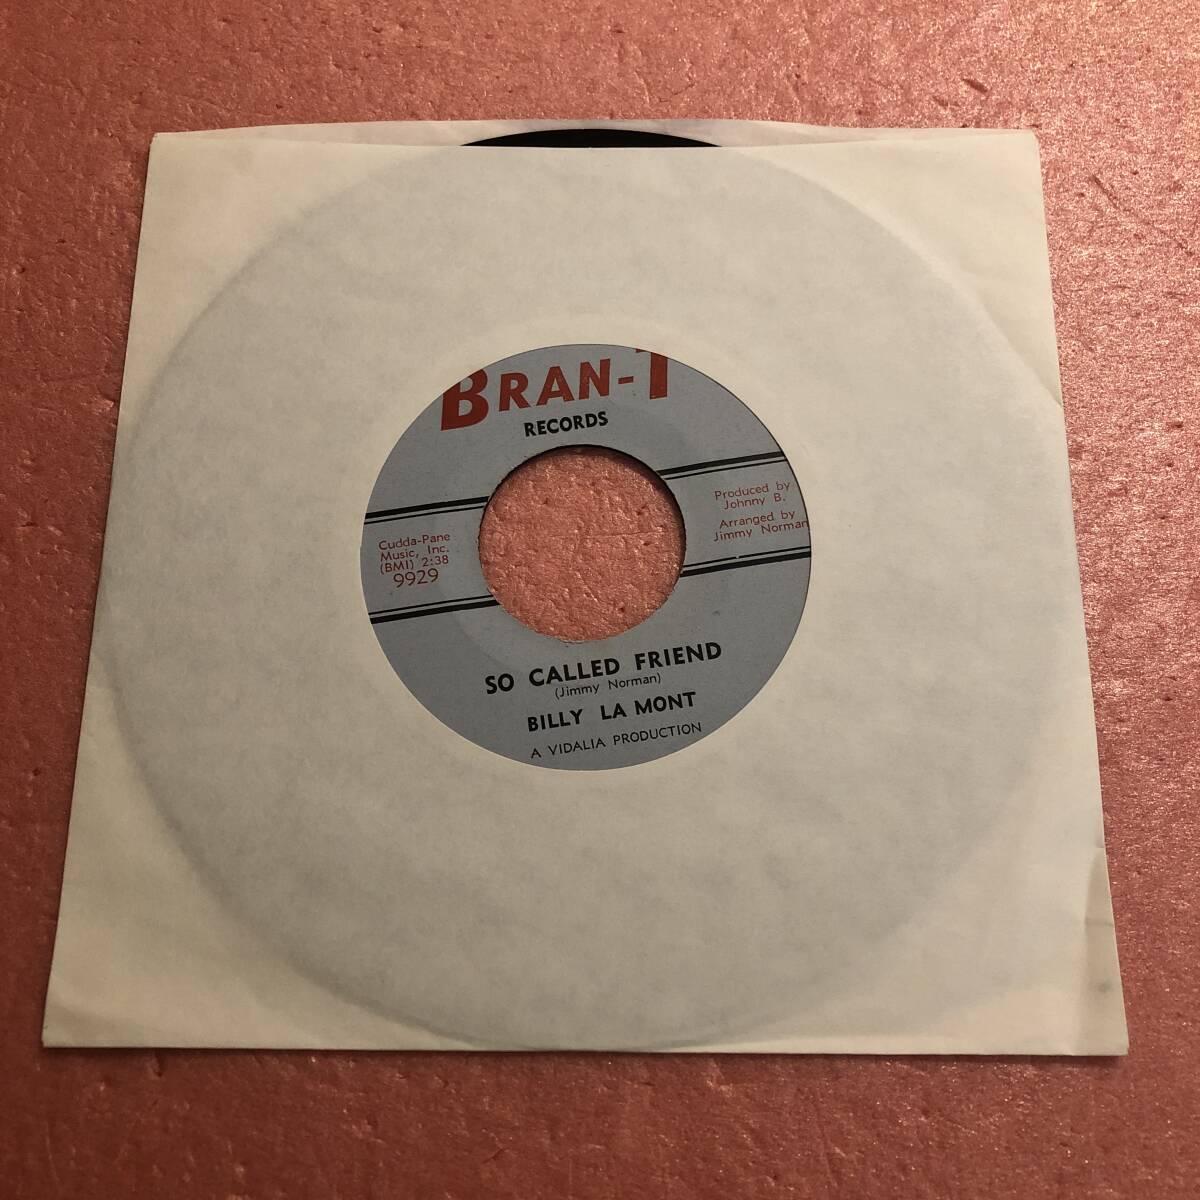 BRAN-T
RECORDS
Produced by
Johnny B.
Arranged by
Jimmy Norman
Cudda-Pane
Music, Inc.
(BMI) 2:38
9929
SO CALLED FRIEND
(Jimmy Norman)
BILLY LA MONT
A VIDALIA PRODUCTION